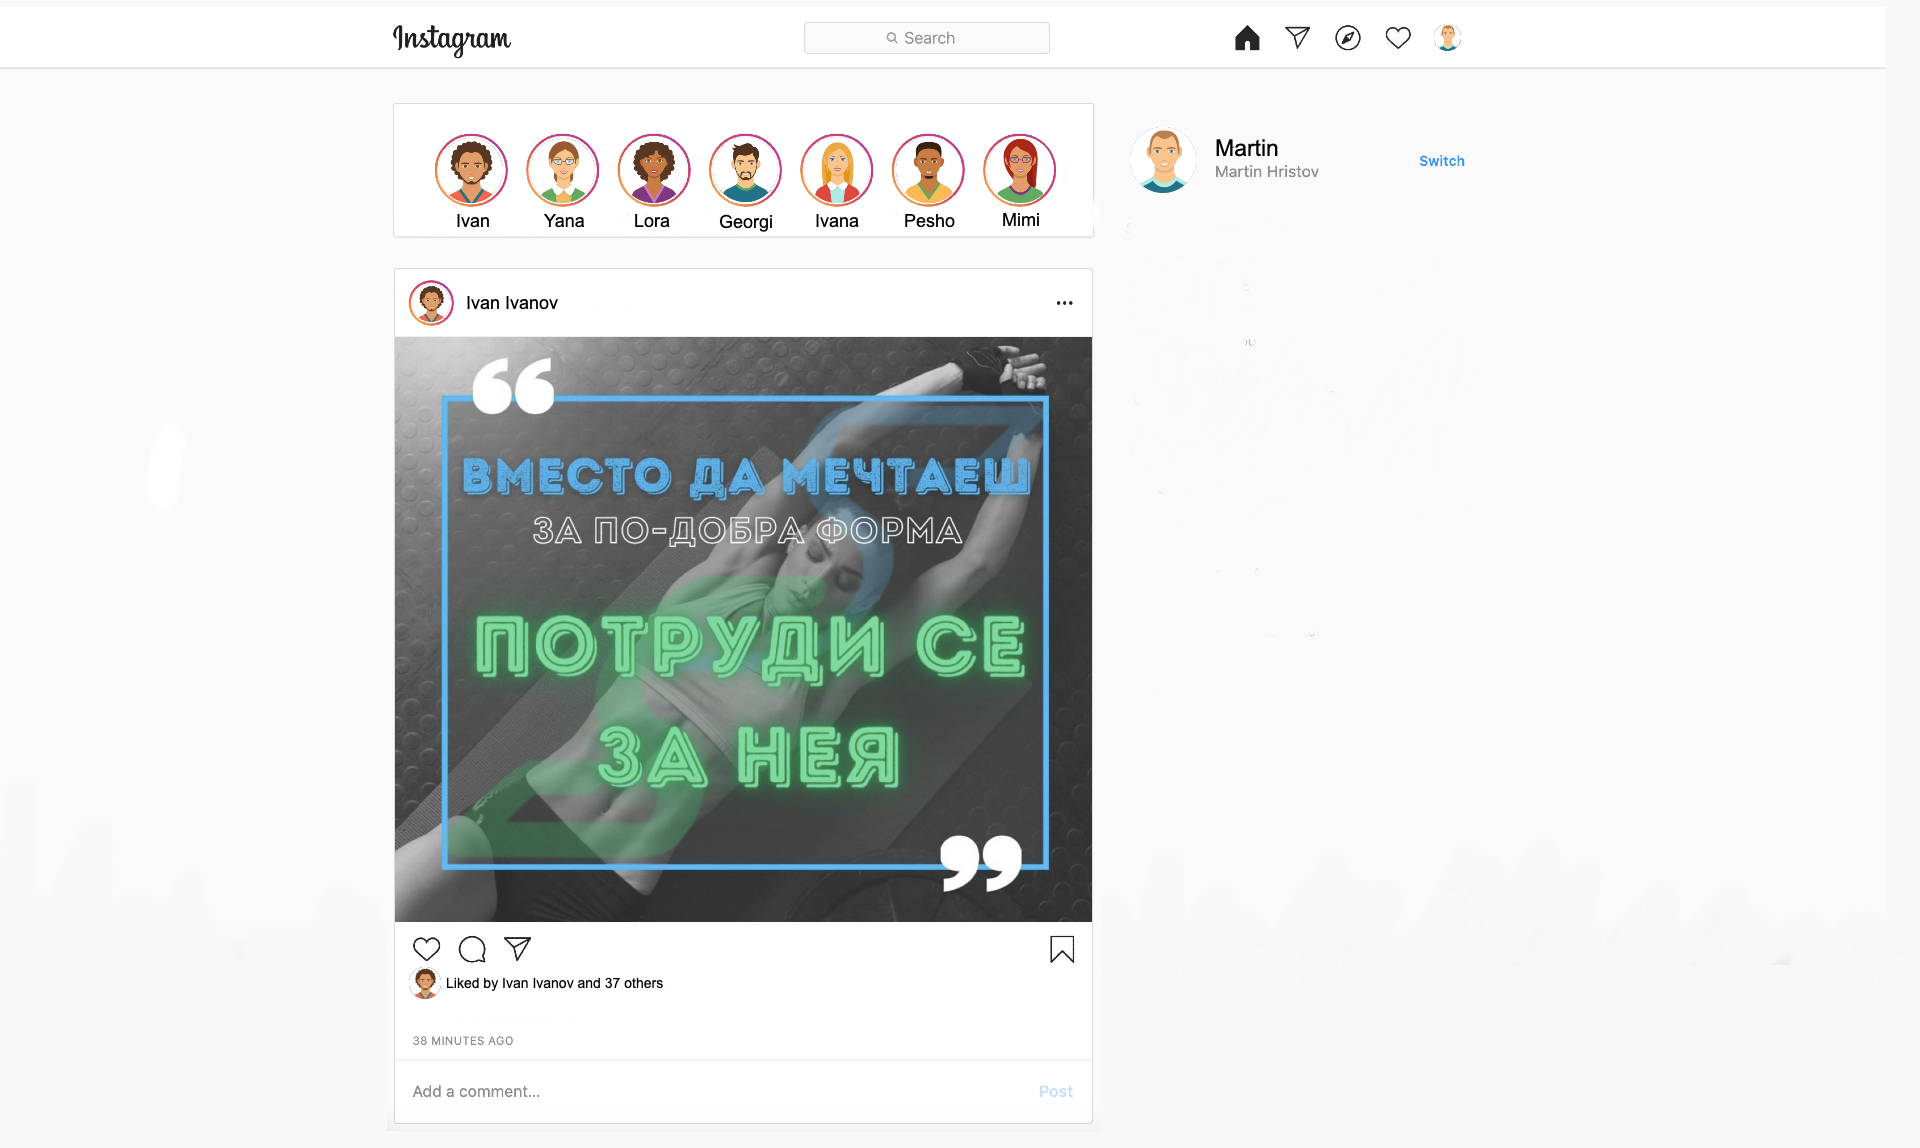 Instagram
Search
Ivan
Yana
Lora
Georgi
Ivana
Pesho
Mimi
Martin
Martin Hristov
Switch
Ivan Ivanov
ВМЕСТО ДА МЕЧТАЕШ
ЗА ПО-ДОБРА ФОРМА
ПОТРУДИ СЕ
ЗА НЕЯ
Liked by Ivan Ivanov and 37 others
38 MINUTES AGO
Add a comment...
Post